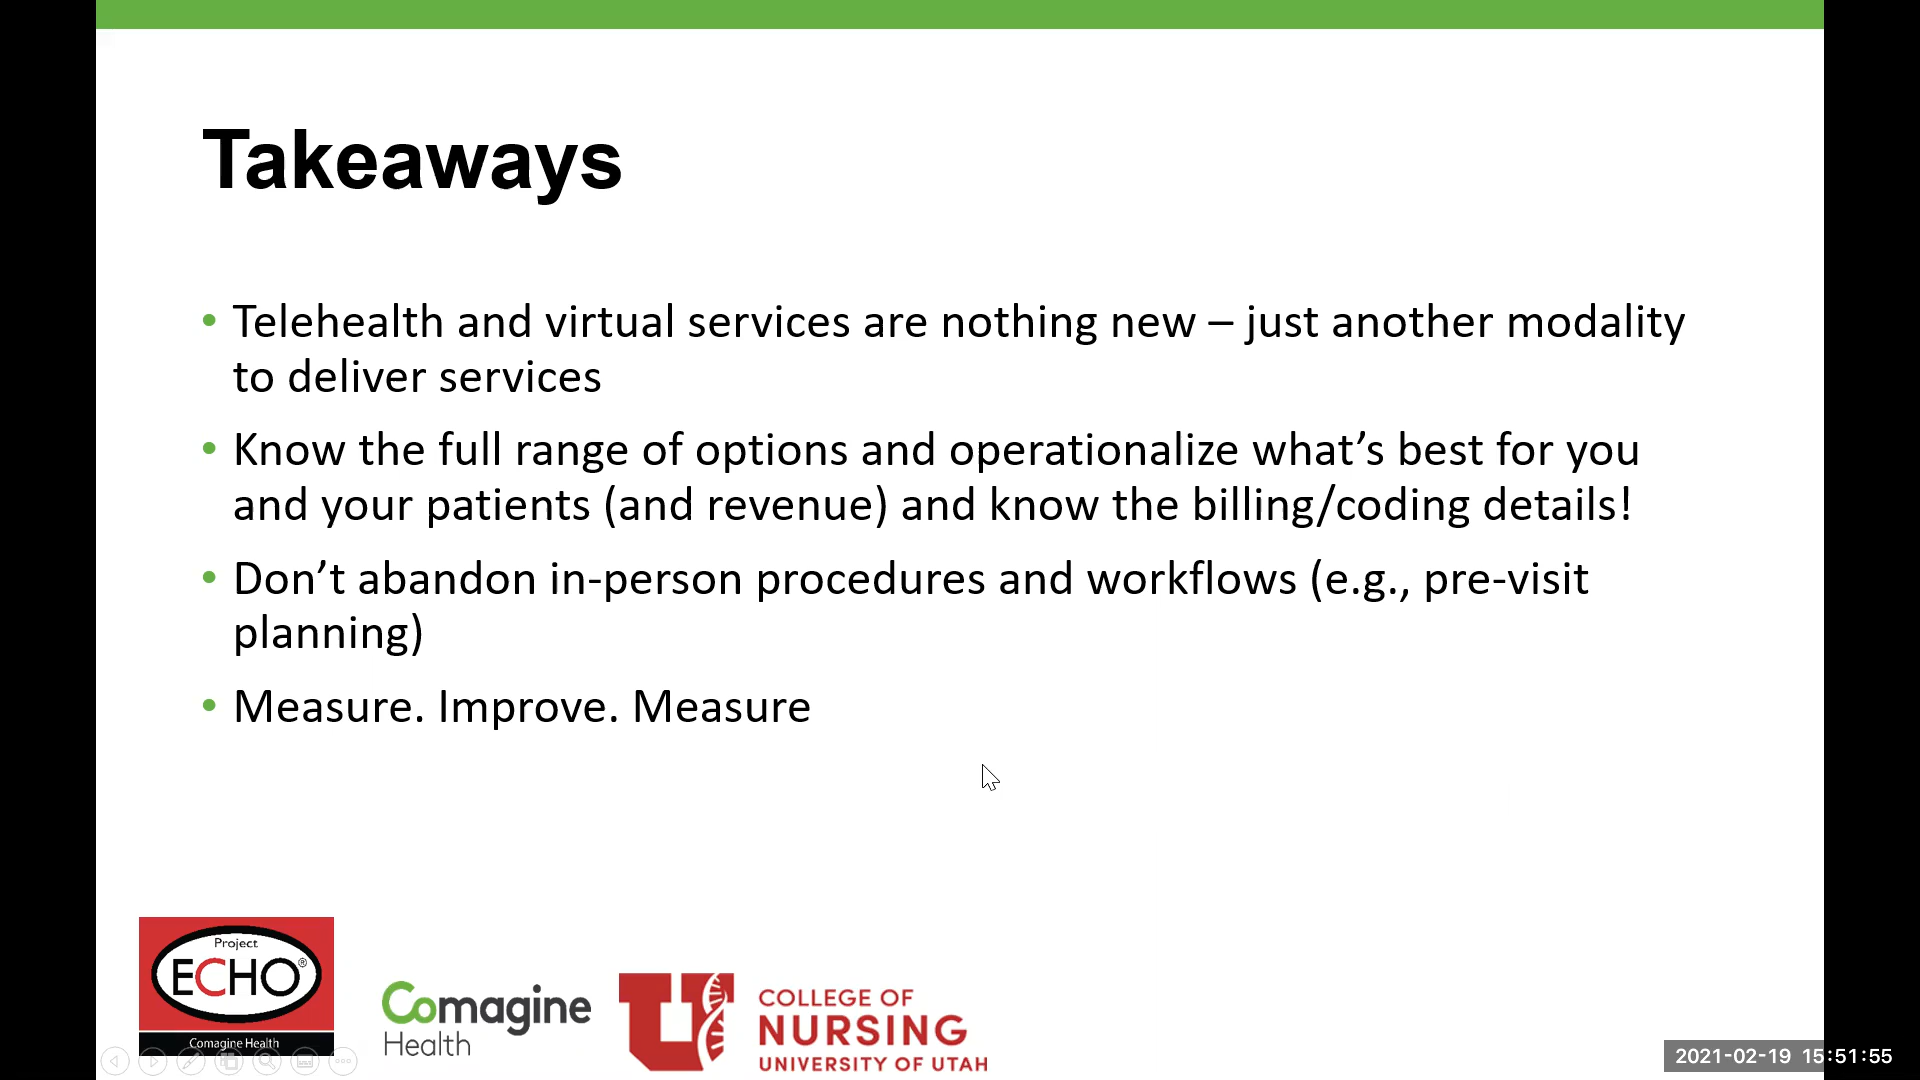 Takeaways
• Telehealth and virtual services are nothing new – just another modality
to deliver services
• Know the full range of options and operationalize what’s best for you
and your patients (and revenue) and know the billing/coding details!
• Don’t abandon in-person procedures and workflows (e.g., pre-visit
planning)
• Measure. Improve. Measure
Project
ECHO®
Comagine Health
Comagine
Health
U
COLLEGE OF
NURSING
UNIVERSITY OF UTAH
2021-02-19 15:51:55